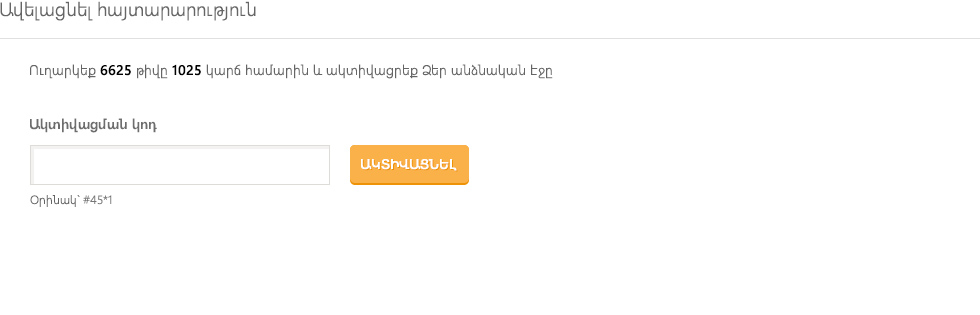 Ավելացնել հայտարարություն
Ուղարկեք 6625 թիվը 1025 կարճ համարին և ակտիվացրեք Ձեր անձնական էջը
Ակտիվացման կոդ
ԱԿՏԻՎԱՑՆԵԼ
Օրինակ՝ #45*1